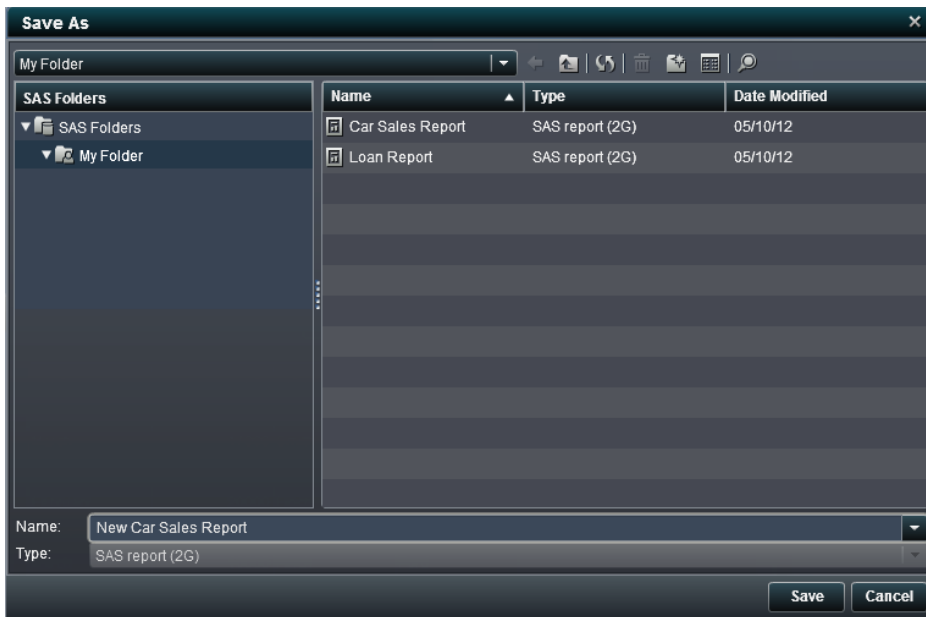 Save As
My Folder
SAS Folders
Name Type Date Modified
SAS Folders
My Folder
Car Sales Report SAS report (2G) 05/10/12
Loan Report SAS report (2G) 05/10/12
Name: New Car Sales Report
Type: SAS report (2G)
Save Cancel